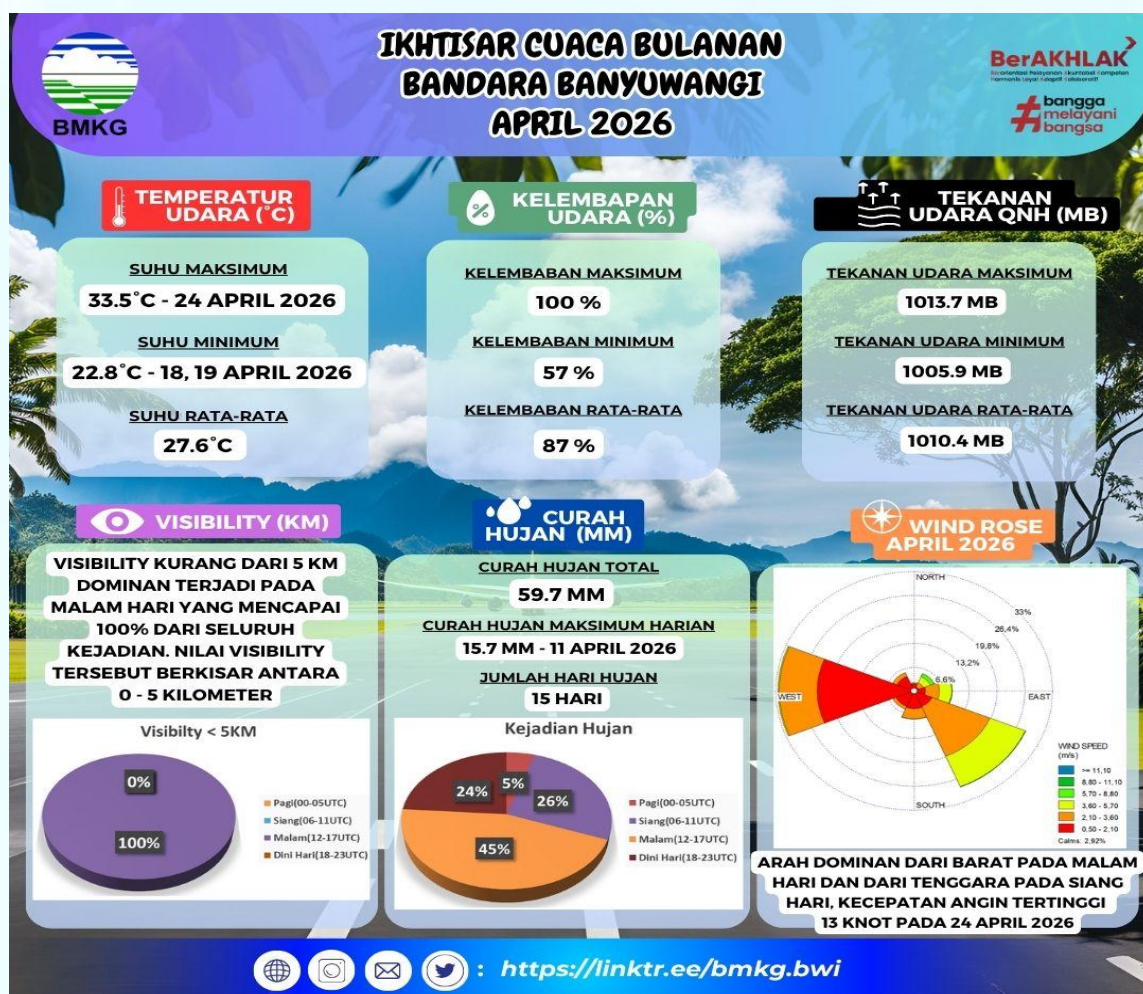 IKHTISAR CUACA BULANAN
BANDARA BANYUWANGI
APRIL 2026
BMKG
BerAKHLAK
Berorientasi Pelayanan Akuntabel Kompeten
Harmonis Loyal Adaptif Kolaboratif
# bangga
melayani
bangsa
TEMPERATUR
UDARA (°C)
SUHU MAKSIMUM
33.5°C - 24 APRIL 2026
SUHU MINIMUM
22.8°C - 18, 19 APRIL 2026
SUHU RATA-RATA
27.6°C
% KELEMBAPAN
UDARA (%)
KELEMBABAN MAKSIMUM
100 %
KELEMBABAN MINIMUM
57 %
KELEMBABAN RATA-RATA
87 %
TEKANAN
UDARA QNH (MB)
TEKANAN UDARA MAKSIMUM
1013.7 MB
TEKANAN UDARA MINIMUM
1005.9 MB
TEKANAN UDARA RATA-RATA
1010.4 MB
VISIBILITY (KM)
VISIBILITY KURANG DARI 5 KM
DOMINAN TERJADI PADA
MALAM HARI YANG MENCAPAI
100% DARI SELURUH
KEJADIAN. NILAI VISIBILITY
TERSEBUT BERKISAR ANTARA
0 - 5 KILOMETER
Visibilty < 5KM
0%
100%
Pagi(00-05UTC)
Siang(06-11UTC)
Malam(12-17UTC)
Dini Hari(18-23UTC)
CURAH
HUJAN (MM)
CURAH HUJAN TOTAL
59.7 MM
CURAH HUJAN MAKSIMUM HARIAN
15.7 MM - 11 APRIL 2026
JUMLAH HARI HUJAN
15 HARI
Kejadian Hujan
5%
24%
26%
45%
Pagi(00-05UTC)
Siang(06-11UTC)
Malam(12-17UTC)
Dini Hari(18-23UTC)
WIND ROSE
APRIL 2026
NORTH
33%
26,4%
19,8%
13,2%
6,6%
WEST
EAST
SOUTH
WIND SPEED
(m/s)
>= 11,10
8,80 - 11,10
5,70 - 8,80
3,60 - 5,70
2,10 - 3,60
0,50 - 2,10
Calms: 2,92%
ARAH DOMINAN DARI BARAT PADA MALAM
HARI DAN DARI TENGGARA PADA SIANG
HARI, KECEPATAN ANGIN TERTINGGI
13 KNOT PADA 24 APRIL 2026
: https://linktr.ee/bmkg.bwi